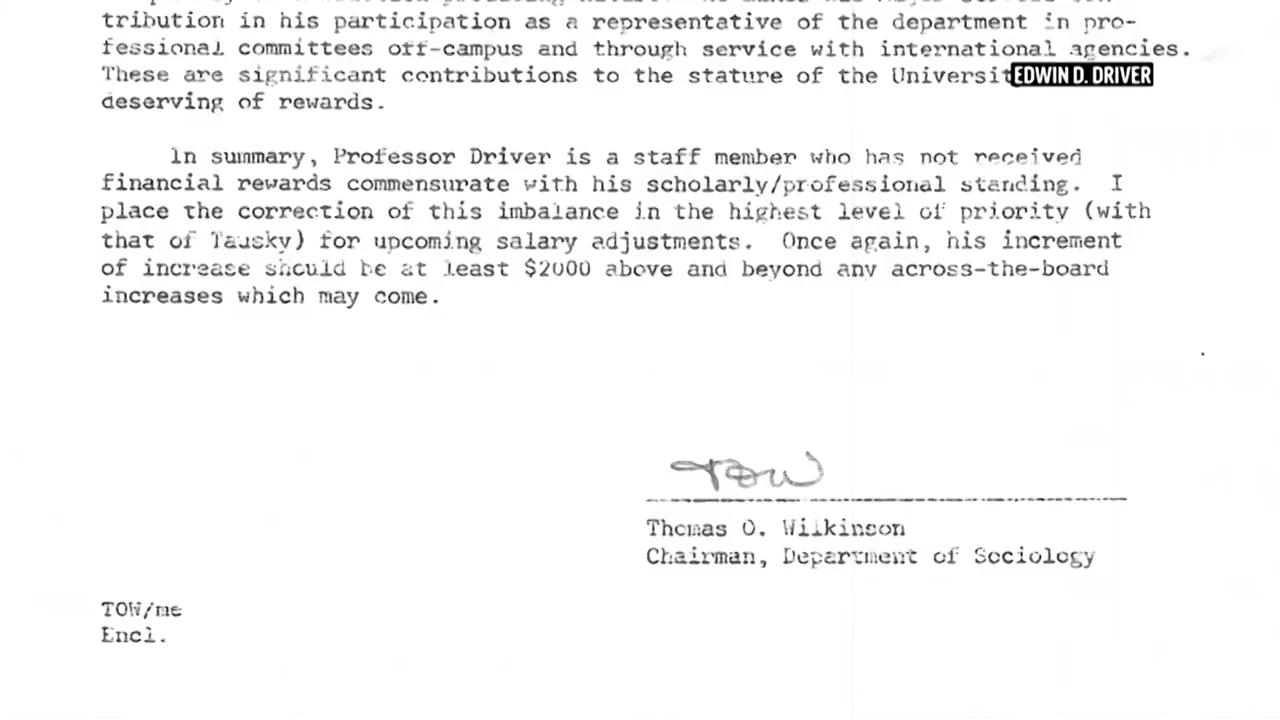 tribution in his participation as a representative of the department in pro-
fessional committees off-campus and through service with international agencies.
These are significant contributions to the stature of the Universit
EDWIN D. DRIVER
deserving of rewards.
In summary, Professor Driver is a staff member who has not received
financial rewards commensurate with his scholarly/professional standing. I
place the correction of this imbalance in the highest level of priority (with
that of Tausky) for upcoming salary adjustments. Once again, his increment
of increase should be at least $2000 above and beyond any across-the-board
increases which may come.
TOW
Thomas O. Wilkinson
Chairman, Department of Sociology
TOW/me
Encl.